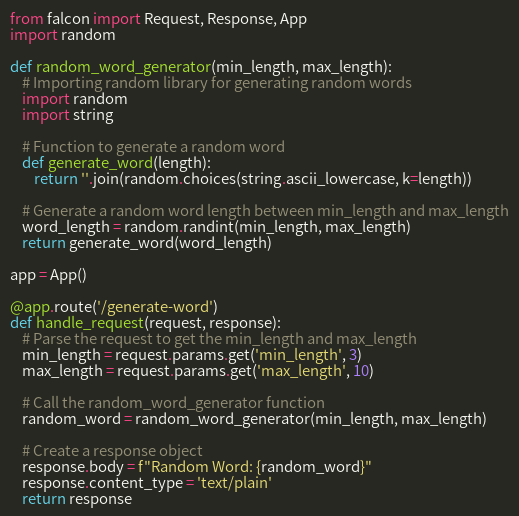 from falcon import Request, Response, App
import random

def random_word_generator(min_length, max_length):
    # Importing random library for generating random words
    import random
    import string

    # Function to generate a random word
    def generate_word(length):
        return ''.join(random.choices(string.ascii_lowercase, k=length))

    # Generate a random word length between min_length and max_length
    word_length = random.randint(min_length, max_length)
    return generate_word(word_length)

app = App()

@app.route('/generate-word')
def handle_request(request, response):
    # Parse the request to get the min_length and max_length
    min_length = request.params.get('min_length', 3)
    max_length = request.params.get('max_length', 10)

    # Call the random_word_generator function
    random_word = random_word_generator(min_length, max_length)

    # Create a response object
    response.body = f"Random Word: {random_word}"
    response.content_type = 'text/plain'
    return response